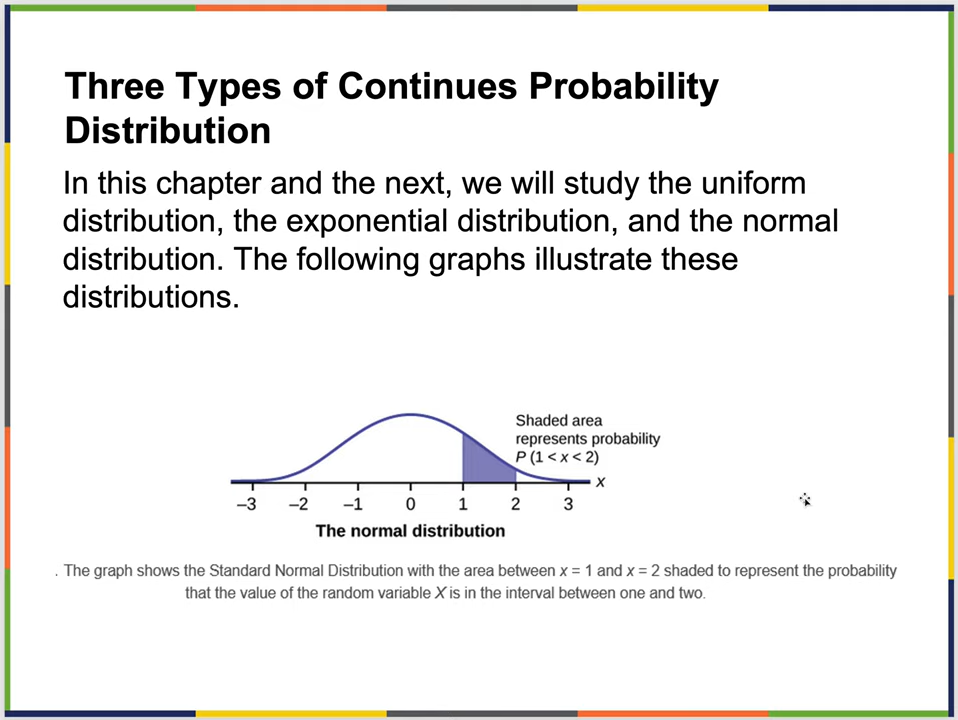 Three Types of Continues Probability
Distribution
In this chapter and the next, we will study the uniform
distribution, the exponential distribution, and the normal
distribution. The following graphs illustrate these
distributions.
Shaded area
represents probability
P (1 < x < 2)
x
–3 –2 –1 0 1 2 3
The normal distribution
. The graph shows the Standard Normal Distribution with the area between x = 1 and x = 2 shaded to represent the probability
that the value of the random variable X is in the interval between one and two.